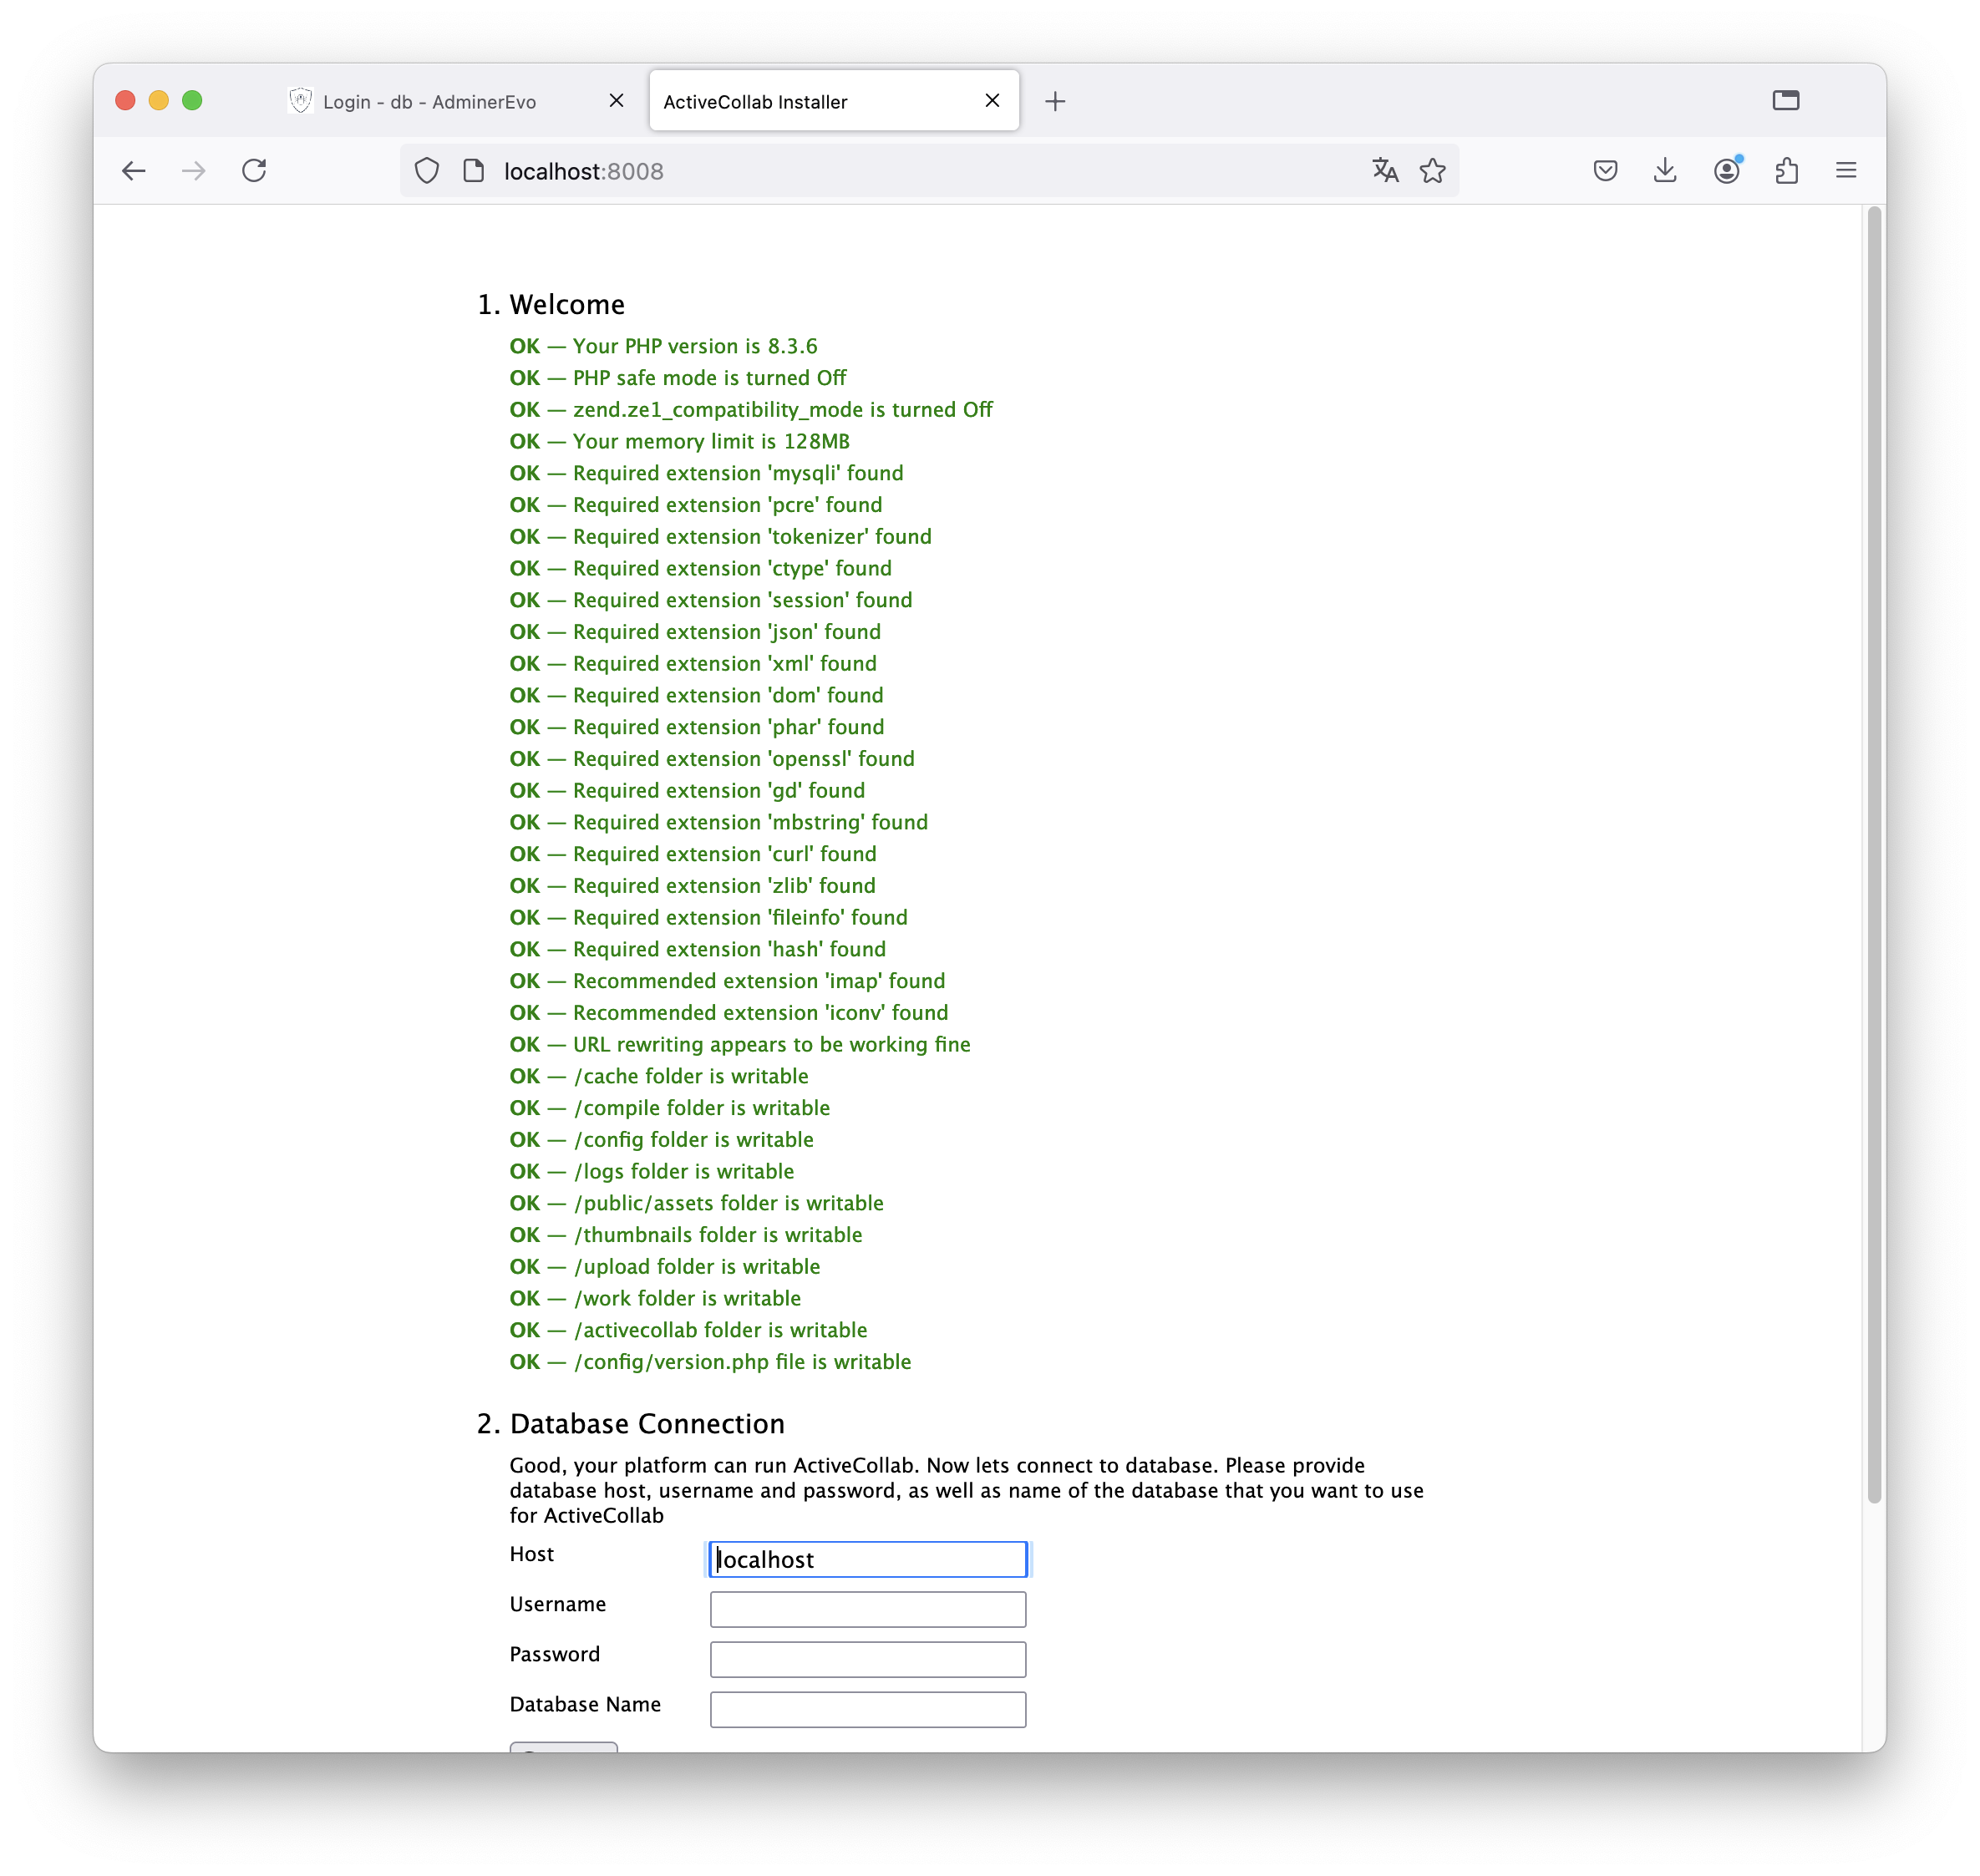 Login - db - AdminerEvo
ActiveCollab Installer
localhost:8008
1. Welcome
OK — Your PHP version is 8.3.6
OK — PHP safe mode is turned Off
OK — zend.ze1_compatibility_mode is turned Off
OK — Your memory limit is 128MB
OK — Required extension 'mysqli' found
OK — Required extension 'pcre' found
OK — Required extension 'tokenizer' found
OK — Required extension 'ctype' found
OK — Required extension 'session' found
OK — Required extension 'json' found
OK — Required extension 'xml' found
OK — Required extension 'dom' found
OK — Required extension 'phar' found
OK — Required extension 'openssl' found
OK — Required extension 'gd' found
OK — Required extension 'mbstring' found
OK — Required extension 'curl' found
OK — Required extension 'zlib' found
OK — Required extension 'fileinfo' found
OK — Required extension 'hash' found
OK — Recommended extension 'imap' found
OK — Recommended extension 'iconv' found
OK — URL rewriting appears to be working fine
OK — /cache folder is writable
OK — /compile folder is writable
OK — /config folder is writable
OK — /logs folder is writable
OK — /public/assets folder is writable
OK — /thumbnails folder is writable
OK — /upload folder is writable
OK — /work folder is writable
OK — /activecollab folder is writable
OK — /config/version.php file is writable
2. Database Connection
Good, your platform can run ActiveCollab. Now lets connect to database. Please provide
database host, username and password, as well as name of the database that you want to use
for ActiveCollab
Host
localhost
Username
Password
Database Name